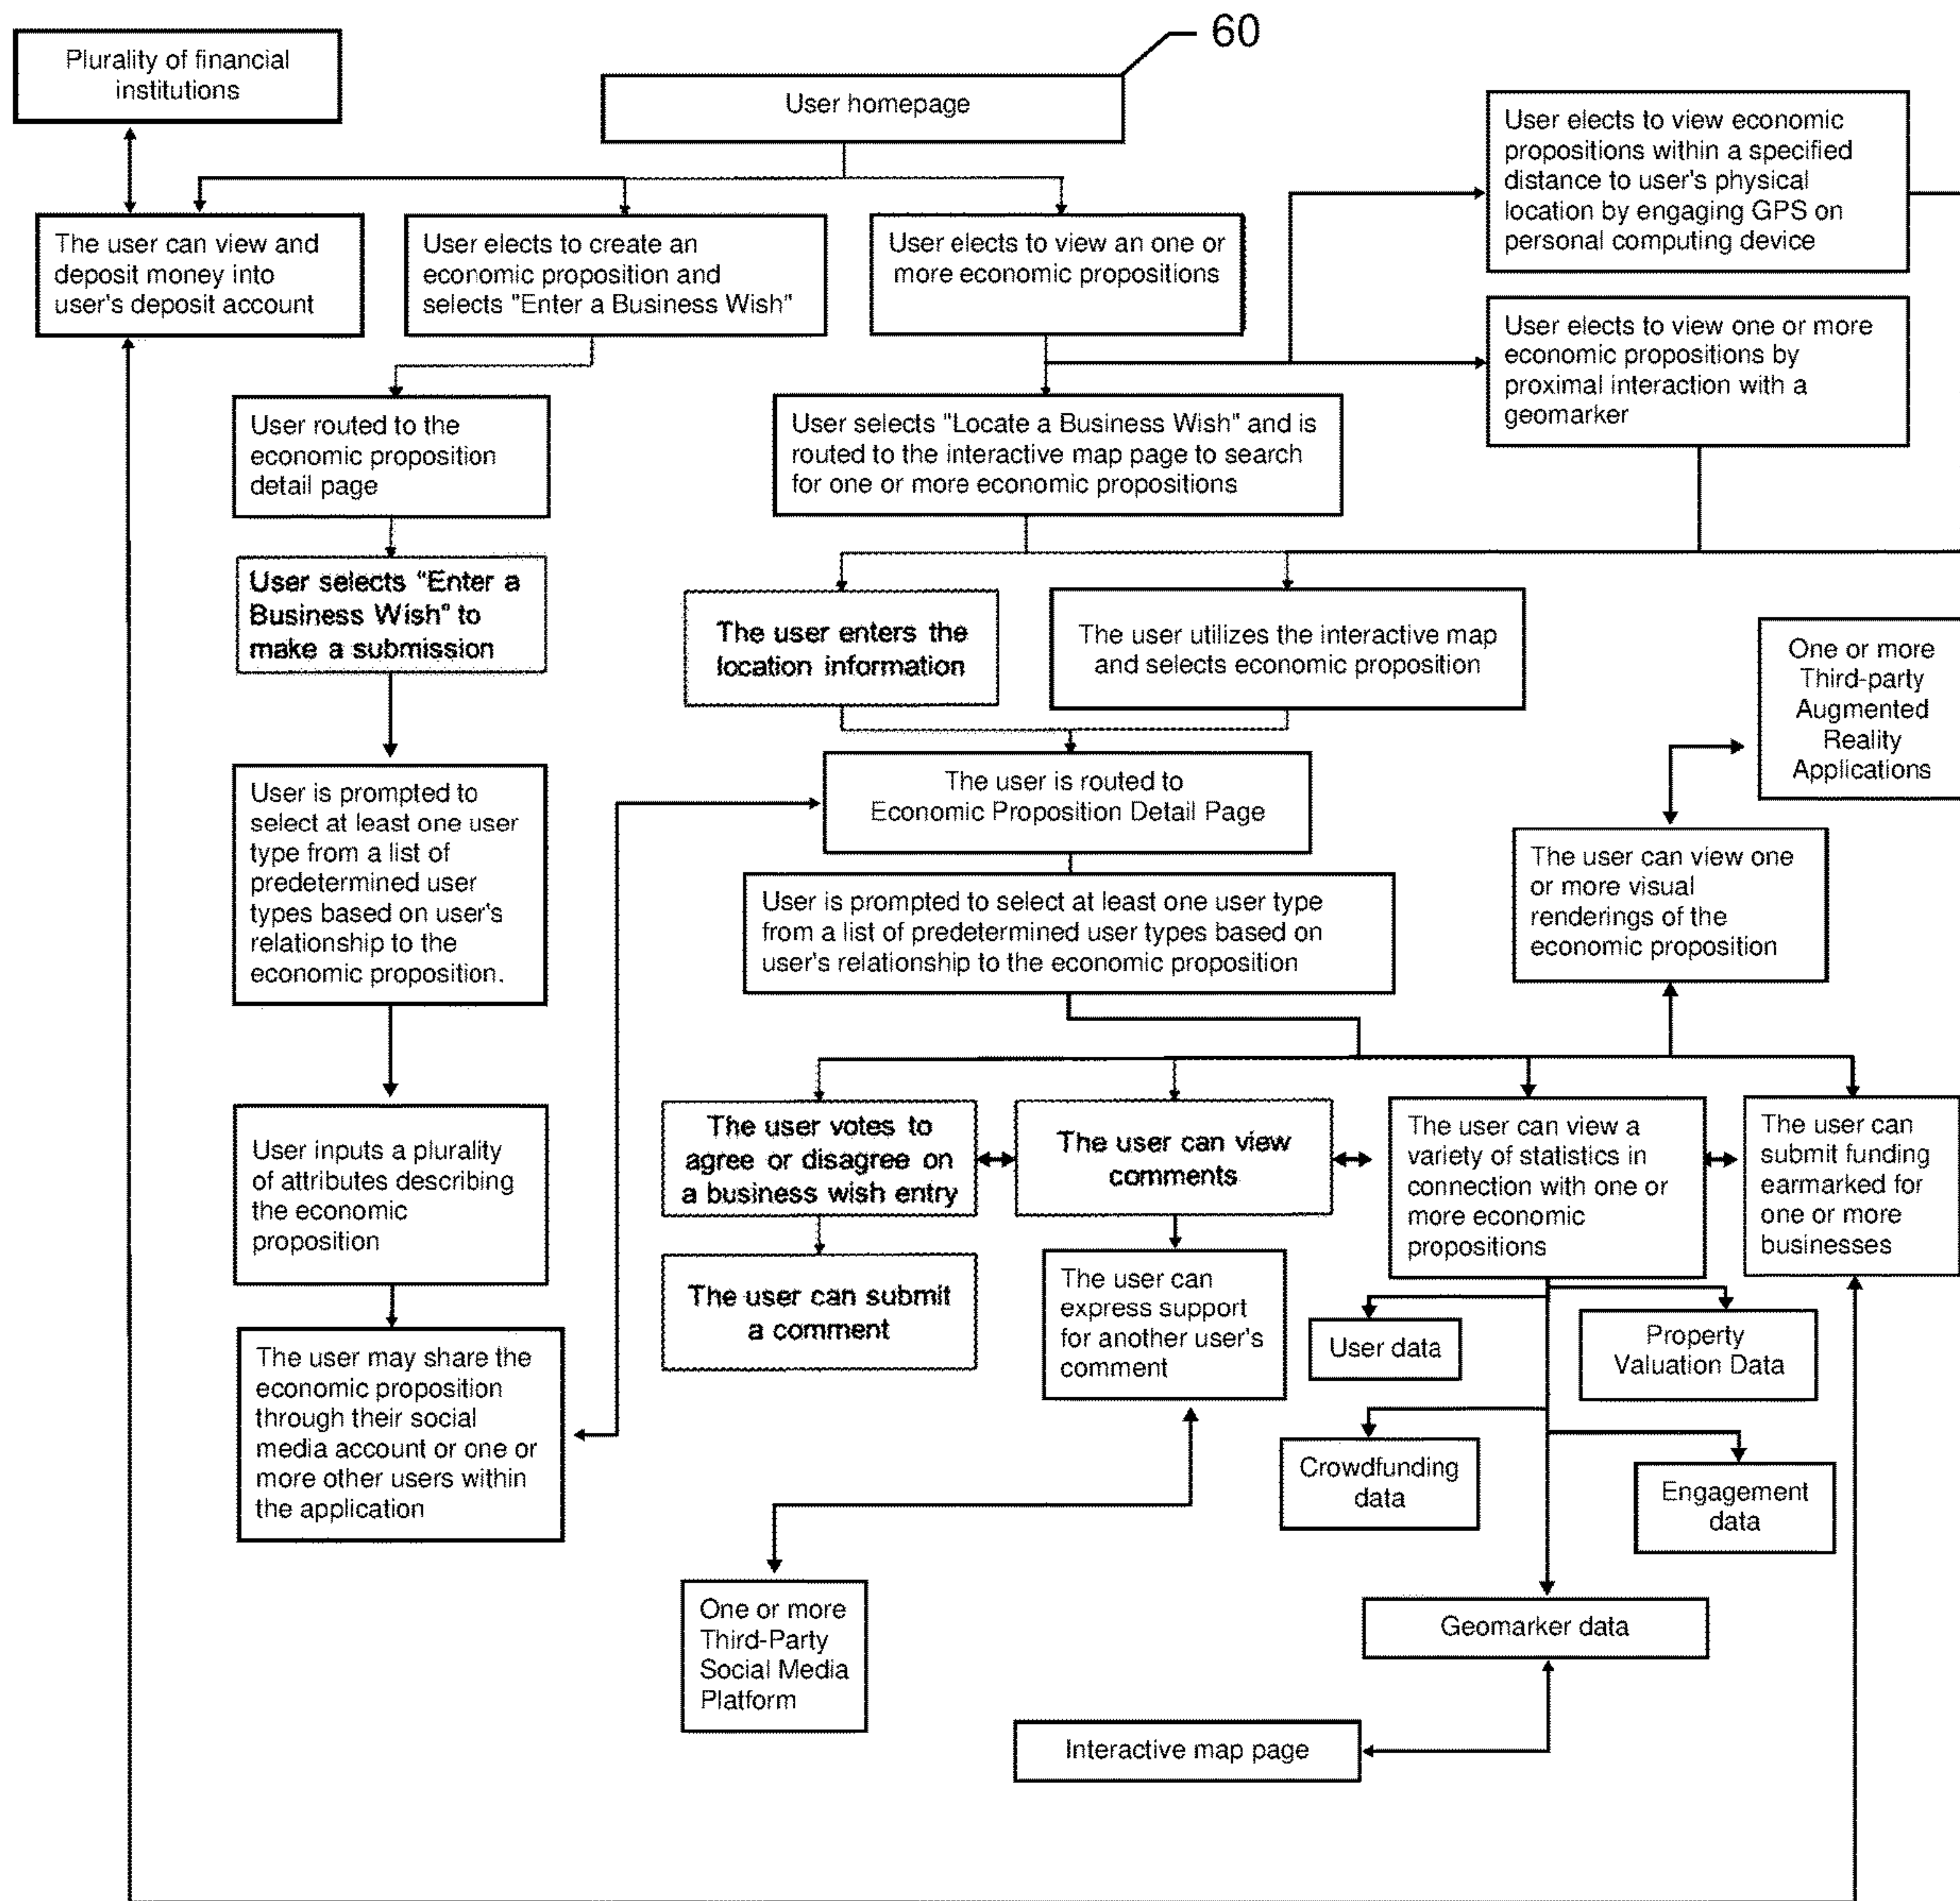 60
Plurality of financial
institutions
User homepage
User elects to view economic
propositions within a specified
distance to user's physical
location by engaging GPS on
personal computing device
The user can view and
deposit money into
user's deposit account
User elects to create an
economic proposition and
selects "Enter a Business Wish"
User elects to view an one or
more economic propositions
User elects to view one or more
economic propositions by
proximal interaction with a
geomarker
User routed to the
economic proposition
detail page
User selects "Locate a Business Wish" and is
routed to the interactive map page to search
for one or more economic propositions
User selects "Enter a
Business Wish" to
make a submission
The user enters the
location information
The user utilizes the interactive map
and selects economic proposition
One or more
Third-party
Augmented
Reality
Applications
User is prompted to
select at least one user
type from a list of
predetermined user
types based on user's
relationship to the
economic proposition.
The user is routed to
Economic Proposition Detail Page
The user can view one
or more visual
renderings of the
economic proposition
User is prompted to select at least one user type
from a list of predetermined user types based on
user's relationship to the economic proposition
User inputs a plurality
of attributes describing
the economic
proposition
The user votes to
agree or disagree on
a business wish entry
The user can view
comments
The user can view a
variety of statistics in
connection with one or
more economic
propositions
The user can
submit funding
earmarked for
one or more
businesses
The user can submit
a comment
The user can
express support
for another user's
comment
User data
Property
Valuation Data
The user may share the
economic proposition
through their social
media account or one or
more other users within
the application
Crowdfunding
data
Engagement
data
One or more
Third-Party
Social Media
Platform
Geomarker data
Interactive map page